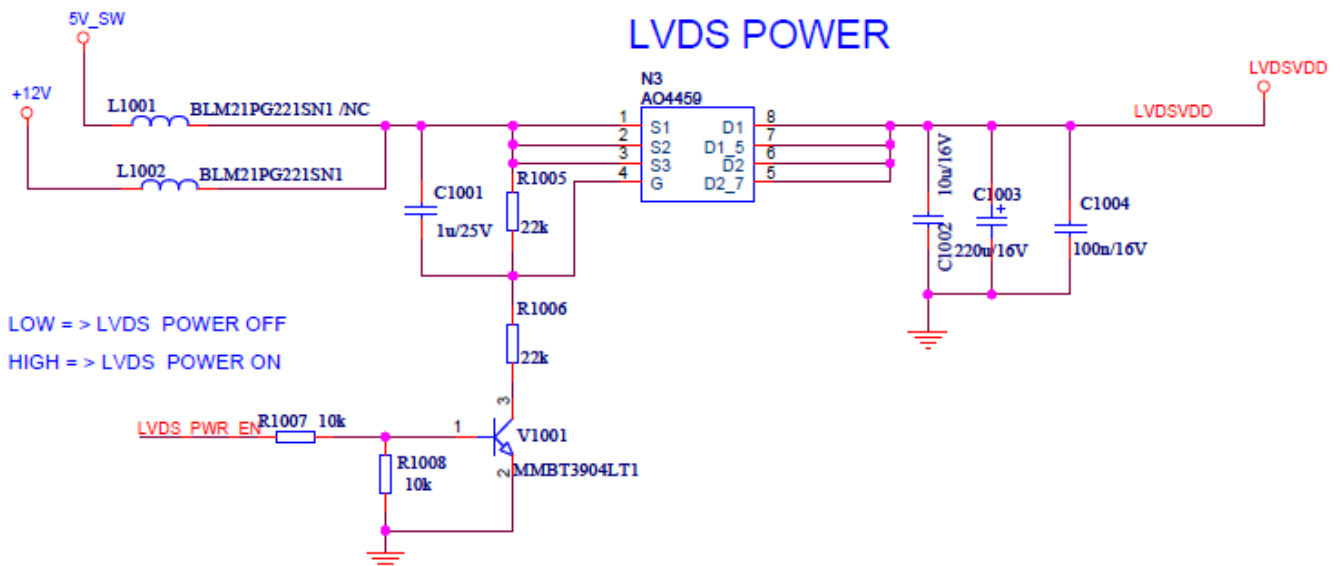 5V_SW
LVDS POWER
+12V
L1001
BLM21PG221SN1 /NC
L1002
BLM21PG221SN1
N3
AO4459
1
2
3
4
S1
S2
S3
G
D1
D1_5
D2
D2_7
8
7
6
5
LVDSVDD
LVDSVDD
C1001
1u/25V
R1005
22k
10u/16V
C1002
C1003
+
220u/16V
C1004
100n/16V
R1006
22k
LOW = > LVDS POWER OFF
HIGH = > LVDS POWER ON
LVDS_PWR_EN
R1007 10k
1
3
2
V1001
MMBT3904LT1
R1008
10k